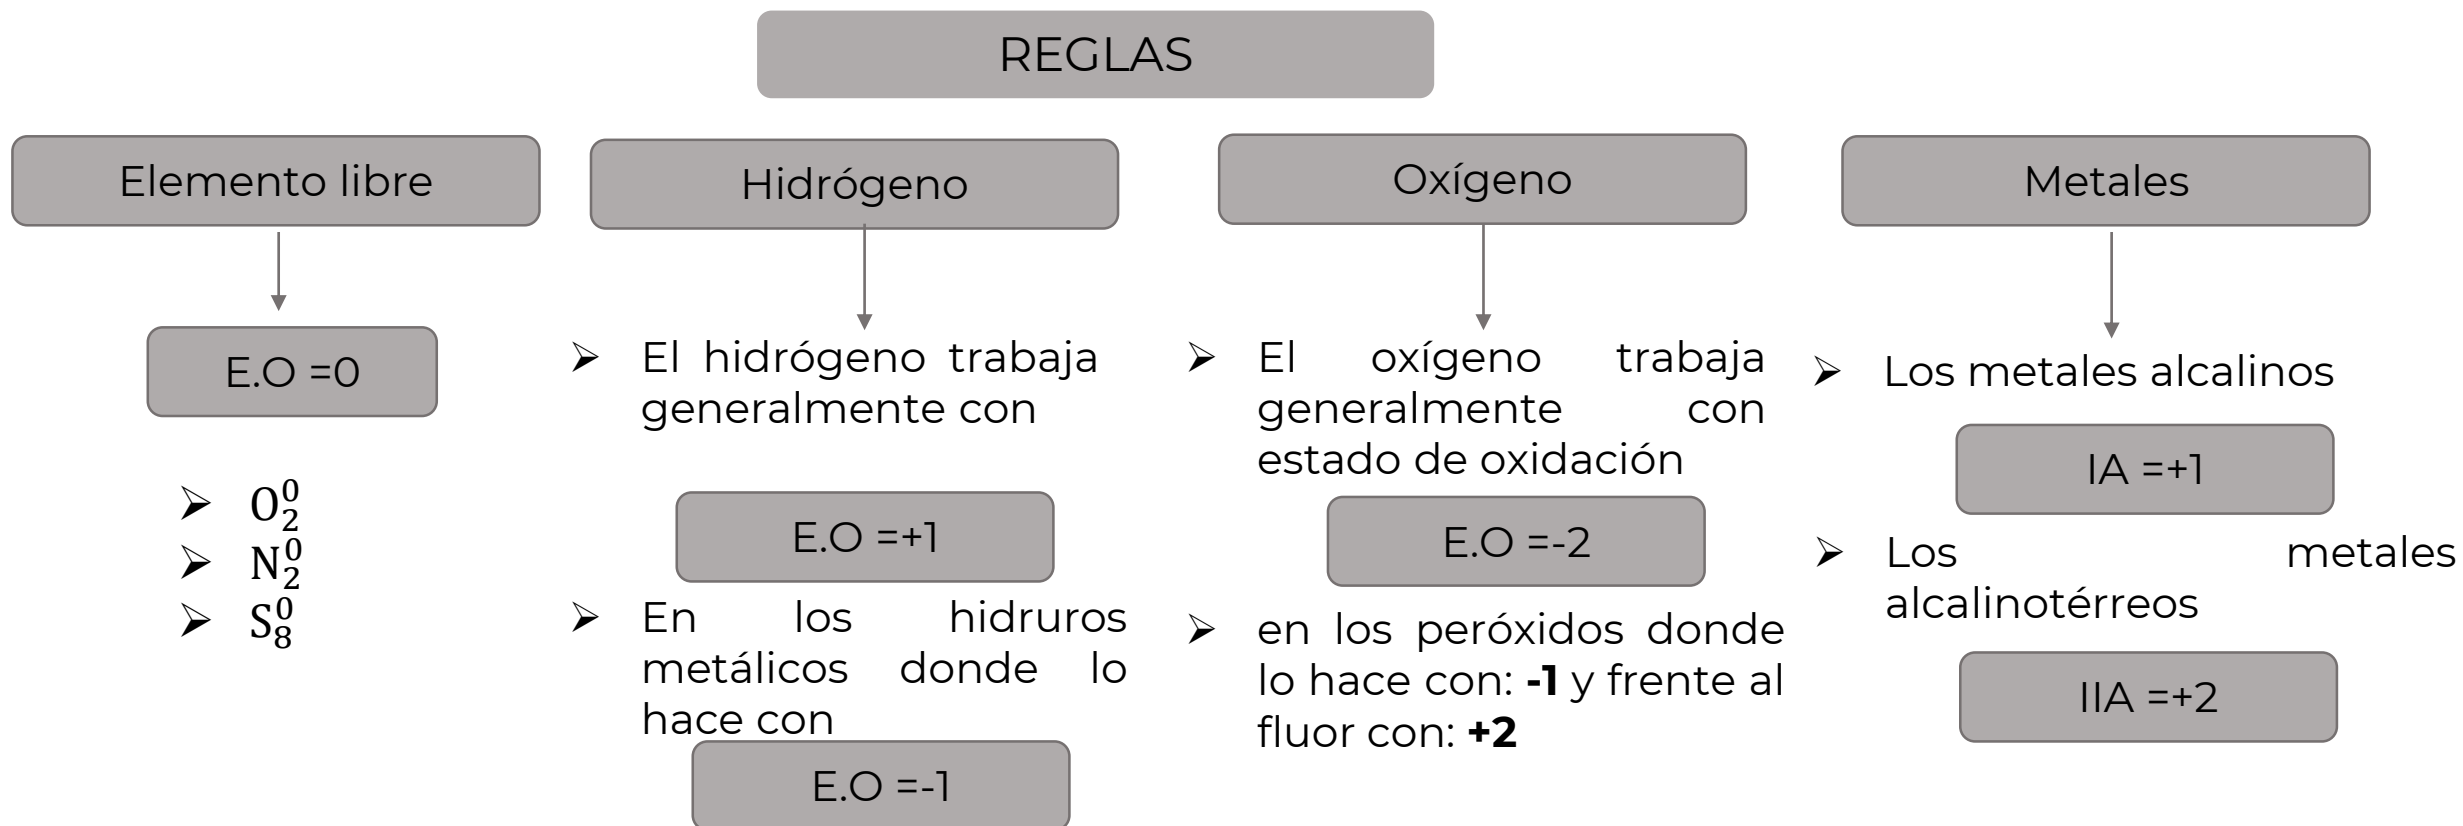 REGLAS
Elemento libre
E.O =0
O₂⁰
N₂⁰
S₈⁰
Hidrógeno
El hidrógeno trabaja
generalmente con
E.O =+1
En los hidruros
metálicos donde lo
hace con
E.O =-1
Oxígeno
El oxígeno trabaja
generalmente con
estado de oxidación
E.O =-2
en los peróxidos donde
lo hace con: -1 y frente al
fluor con: +2
Metales
Los metales alcalinos
IA =+1
Los metales
alcalinotérreos
IIA =+2